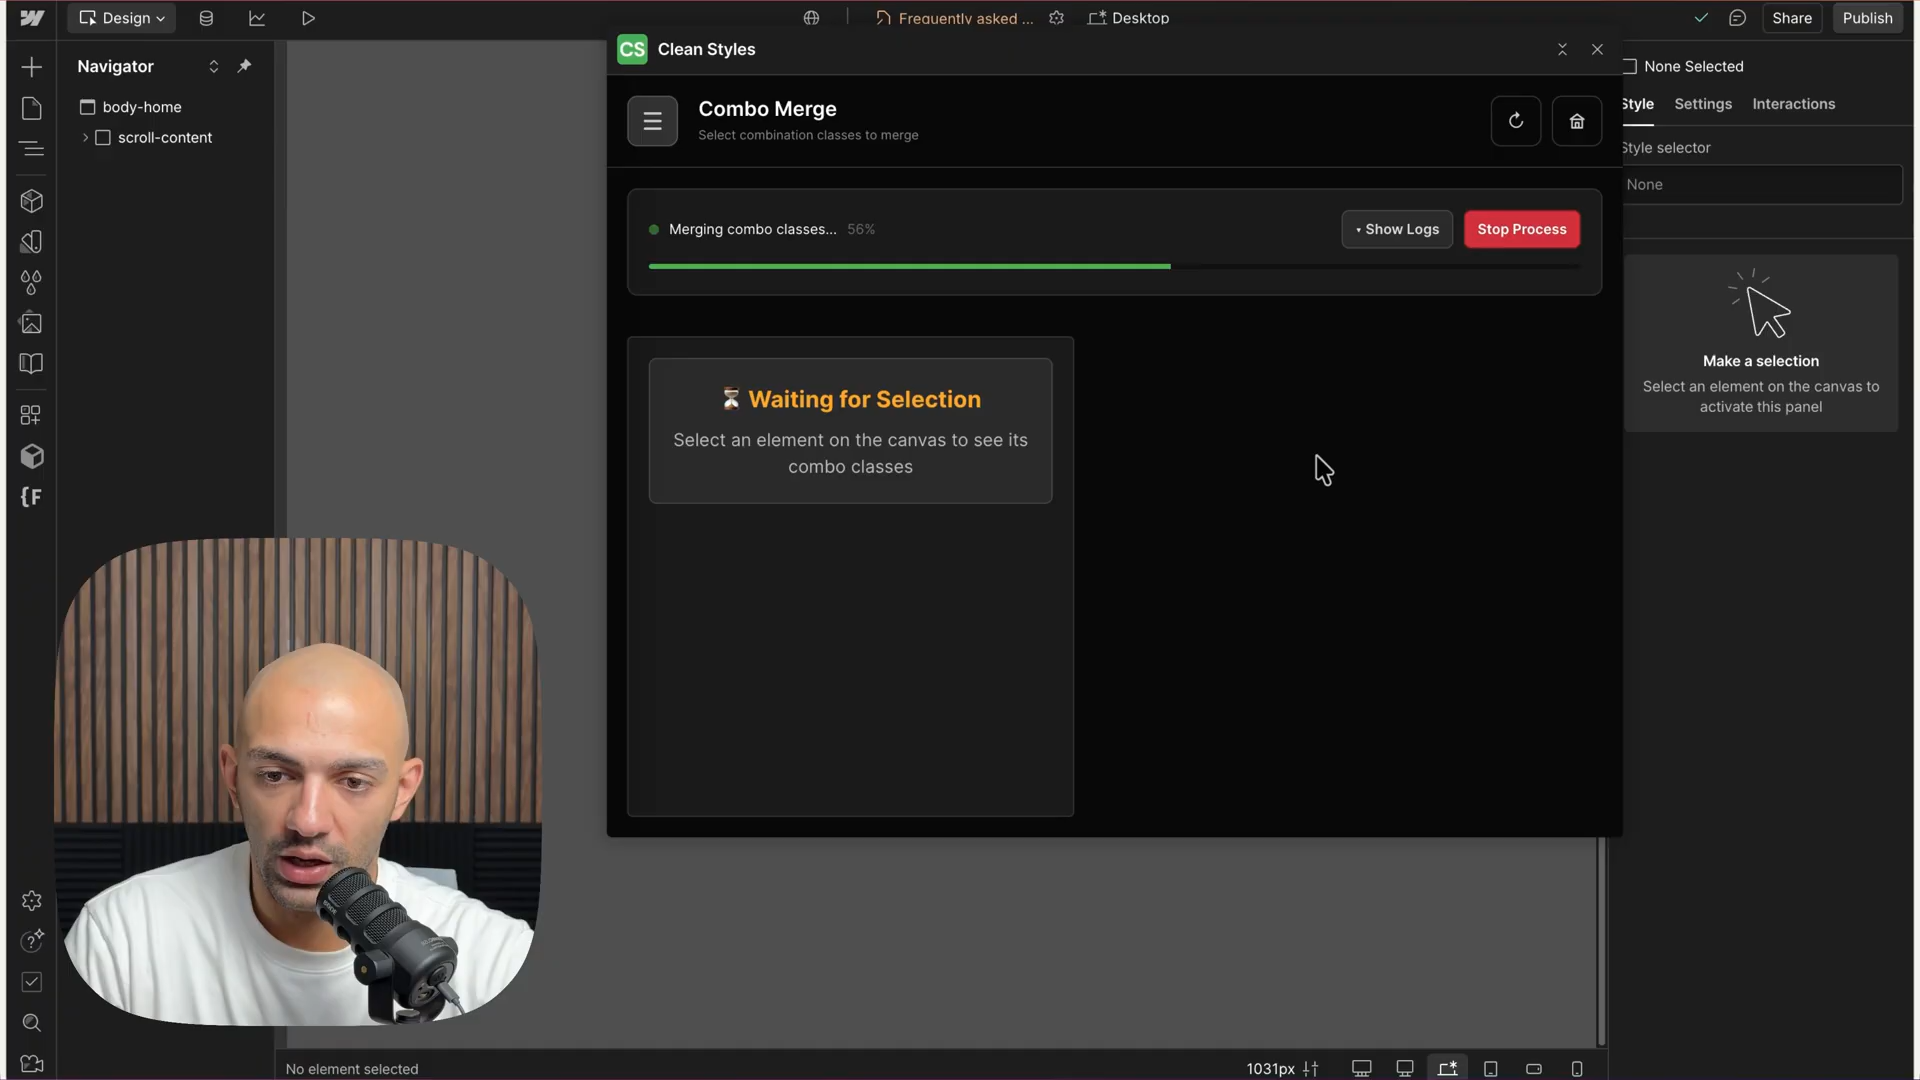 Design
Frequently asked ...
Desktop
Share
Publish
Navigator
body-home
scroll-content
CS
Clean Styles
Combo Merge
Select combination classes to merge
Merging combo classes...
56%
Show Logs
Stop Process
Waiting for Selection
Select an element on the canvas to see its
combo classes
None Selected
Style
Settings
Interactions
Style selector
None
Make a selection
Select an element on the canvas to
activate this panel
No element selected
1031px